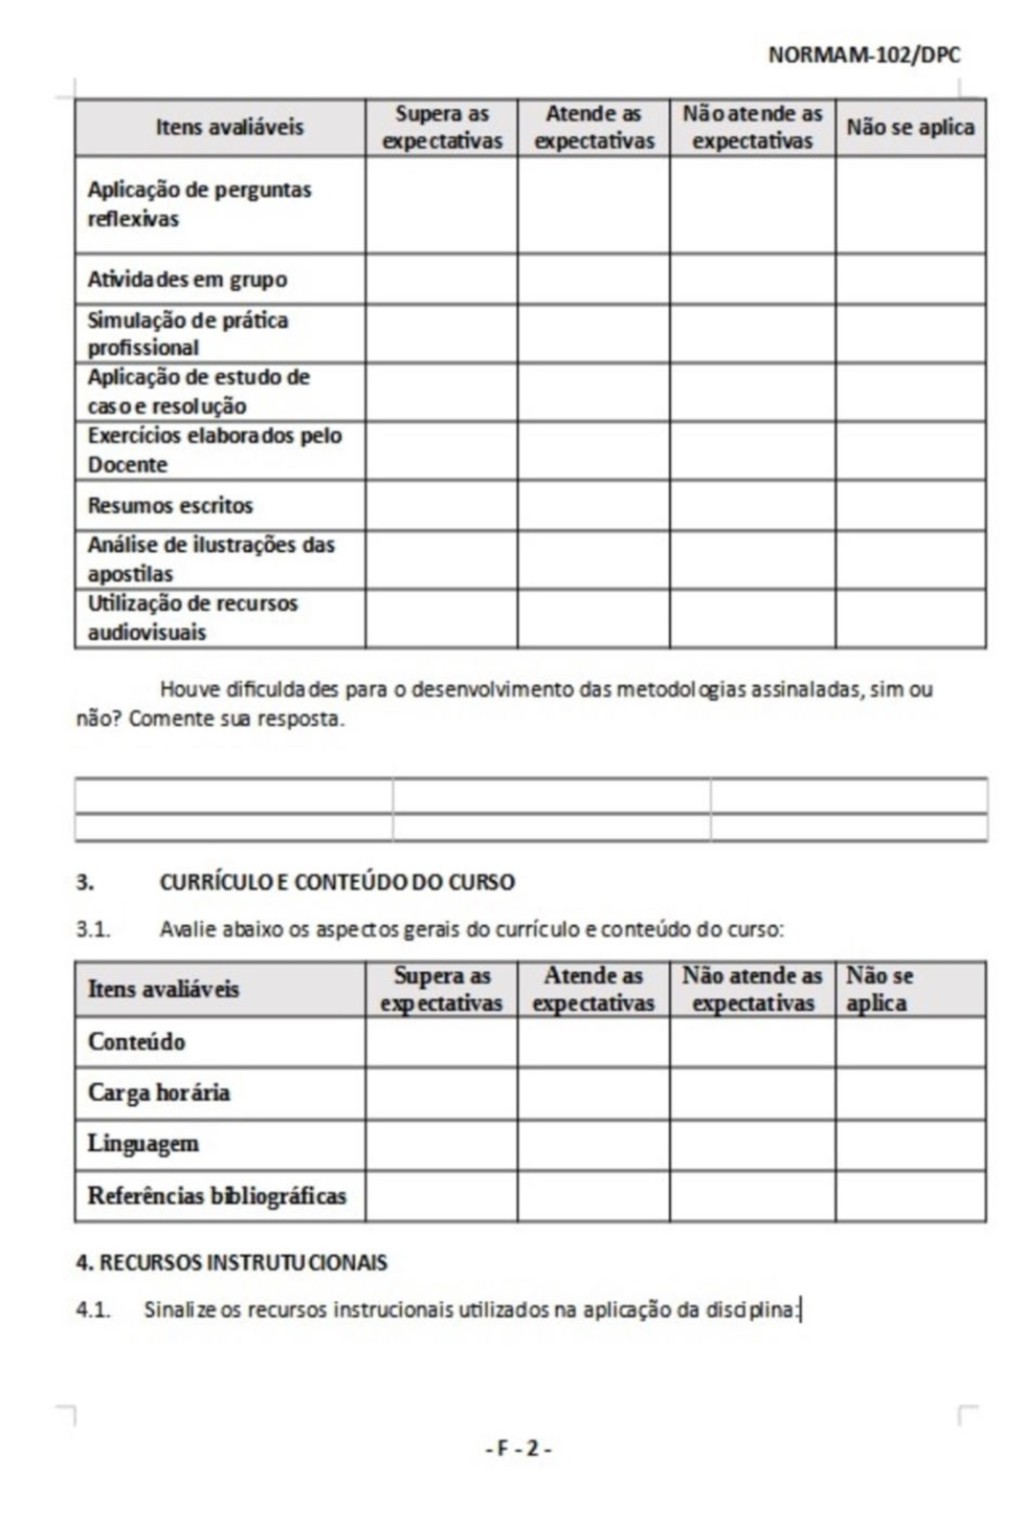 NORMAM-102/DPC
Itens avaliáveis
Supera as
expectativas
Atende as
expectativas
Não atende as
expectativas
Não se aplica
Aplicação de perguntas
reflexivas
Atividades em grupo
Simulação de prática
profissional
Aplicação de estudo de
caso e resolução
Exercícios elaborados pelo
Docente
Resumos escritos
Análise de ilustrações das
apostilas
Utilização de recursos
audiovisuais
Houve dificuldades para o desenvolvimento das metodologias assinaladas, sim ou
não? Comente sua resposta.
3. CURRÍCULO E CONTEÚDO DO CURSO
3.1. Avalie abaixo os aspectos gerais do currículo e conteúdo do curso:
Itens avaliáveis
Supera as
expectativas
Atende as
expectativas
Não atende as
expectativas
Não se
aplica
Conteúdo
Carga horária
Linguagem
Referências bibliográficas
4. RECURSOS INSTRUTUCIONAIS
4.1. Sinalize os recursos instrucionais utilizados na aplicação da disciplina:
- F - 2 -